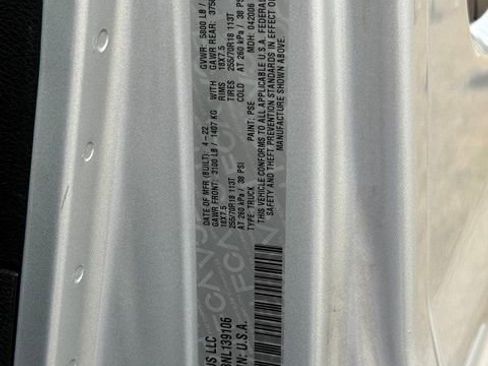 US LLC
NL139106
N: U.S.A.
DATE OF MFR (BUILT): 4-22
GVWR: 5800 LB /
GAWR FRONT: 3100 LB / 1407 KG
WITH
GAWR REAR: 375
18X7.5
RIMS
18X7.5
255/70R18 113T
TIRES
255/70R18 113T
AT 260 kPa / 38 PSI
COLD
AT 260 kPa / 38 PSI
TYPE: TRUCK
PAINT: PSE
MDH: 042006
THIS VEHICLE CONFORMS TO ALL APPLICABLE U.S.A. FEDERAL
SAFETY AND THEFT PREVENTION STANDARDS IN EFFECT ON
MANUFACTURE SHOWN ABOVE.